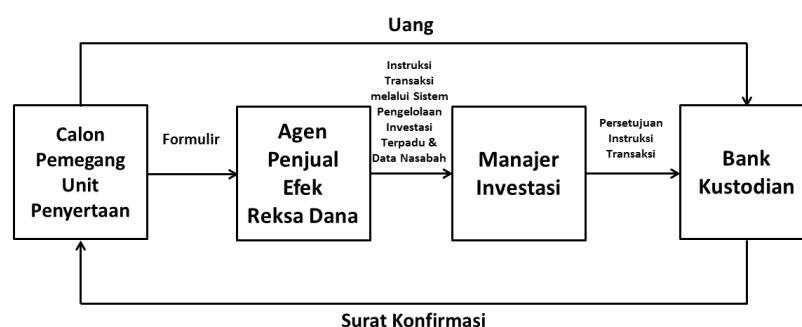 Uang
Calon
Pemegang
Unit
Penyertaan
Formulir
Agen
Penjual
Efek
Reksa Dana
Instruksi
Transaksi
melalui Sistem
Pengelolaan
Investasi
Terpadu &
Data Nasabah
Manajer
Investasi
Persetujuan
Instruksi
Transaksi
Bank
Kustodian
Surat Konfirmasi